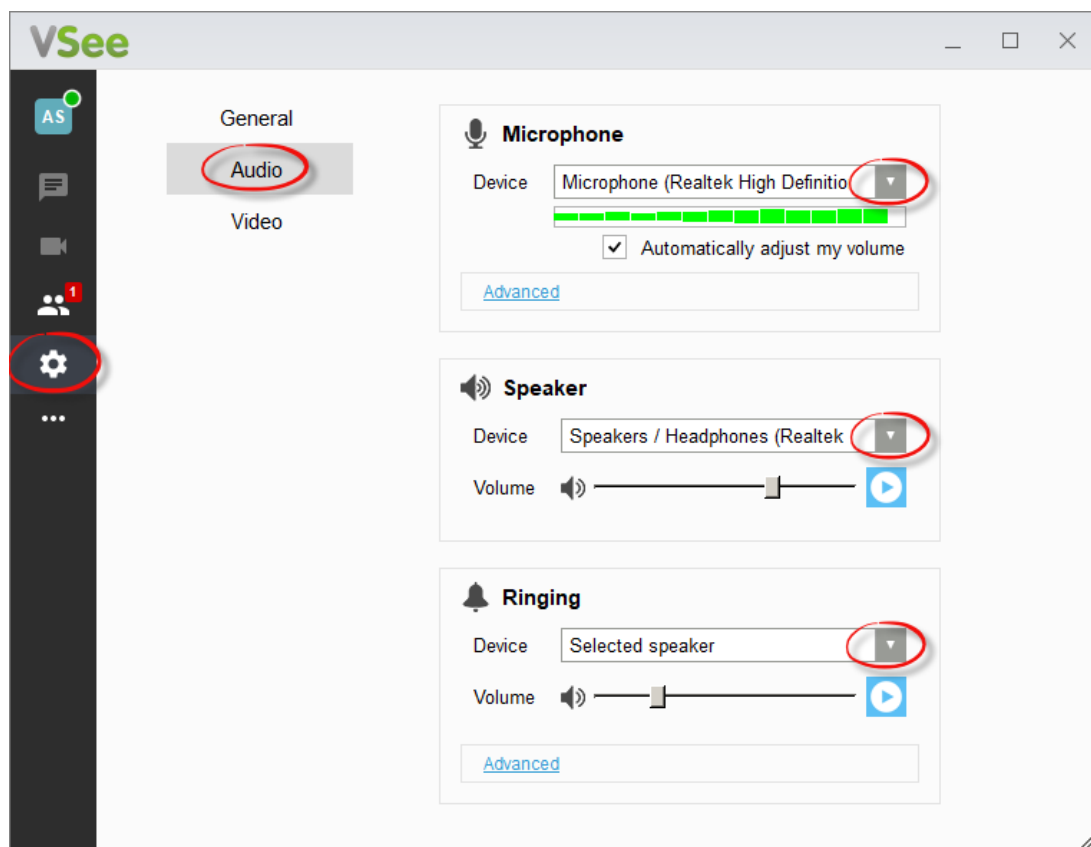 VSee
AS
1
General
Audio
Video
Microphone
Device Microphone (Realtek High Definitio
Automatically adjust my volume
Advanced
Speaker
Device Speakers / Headphones (Realtek
Volume
Ringing
Device Selected speaker
Volume
Advanced